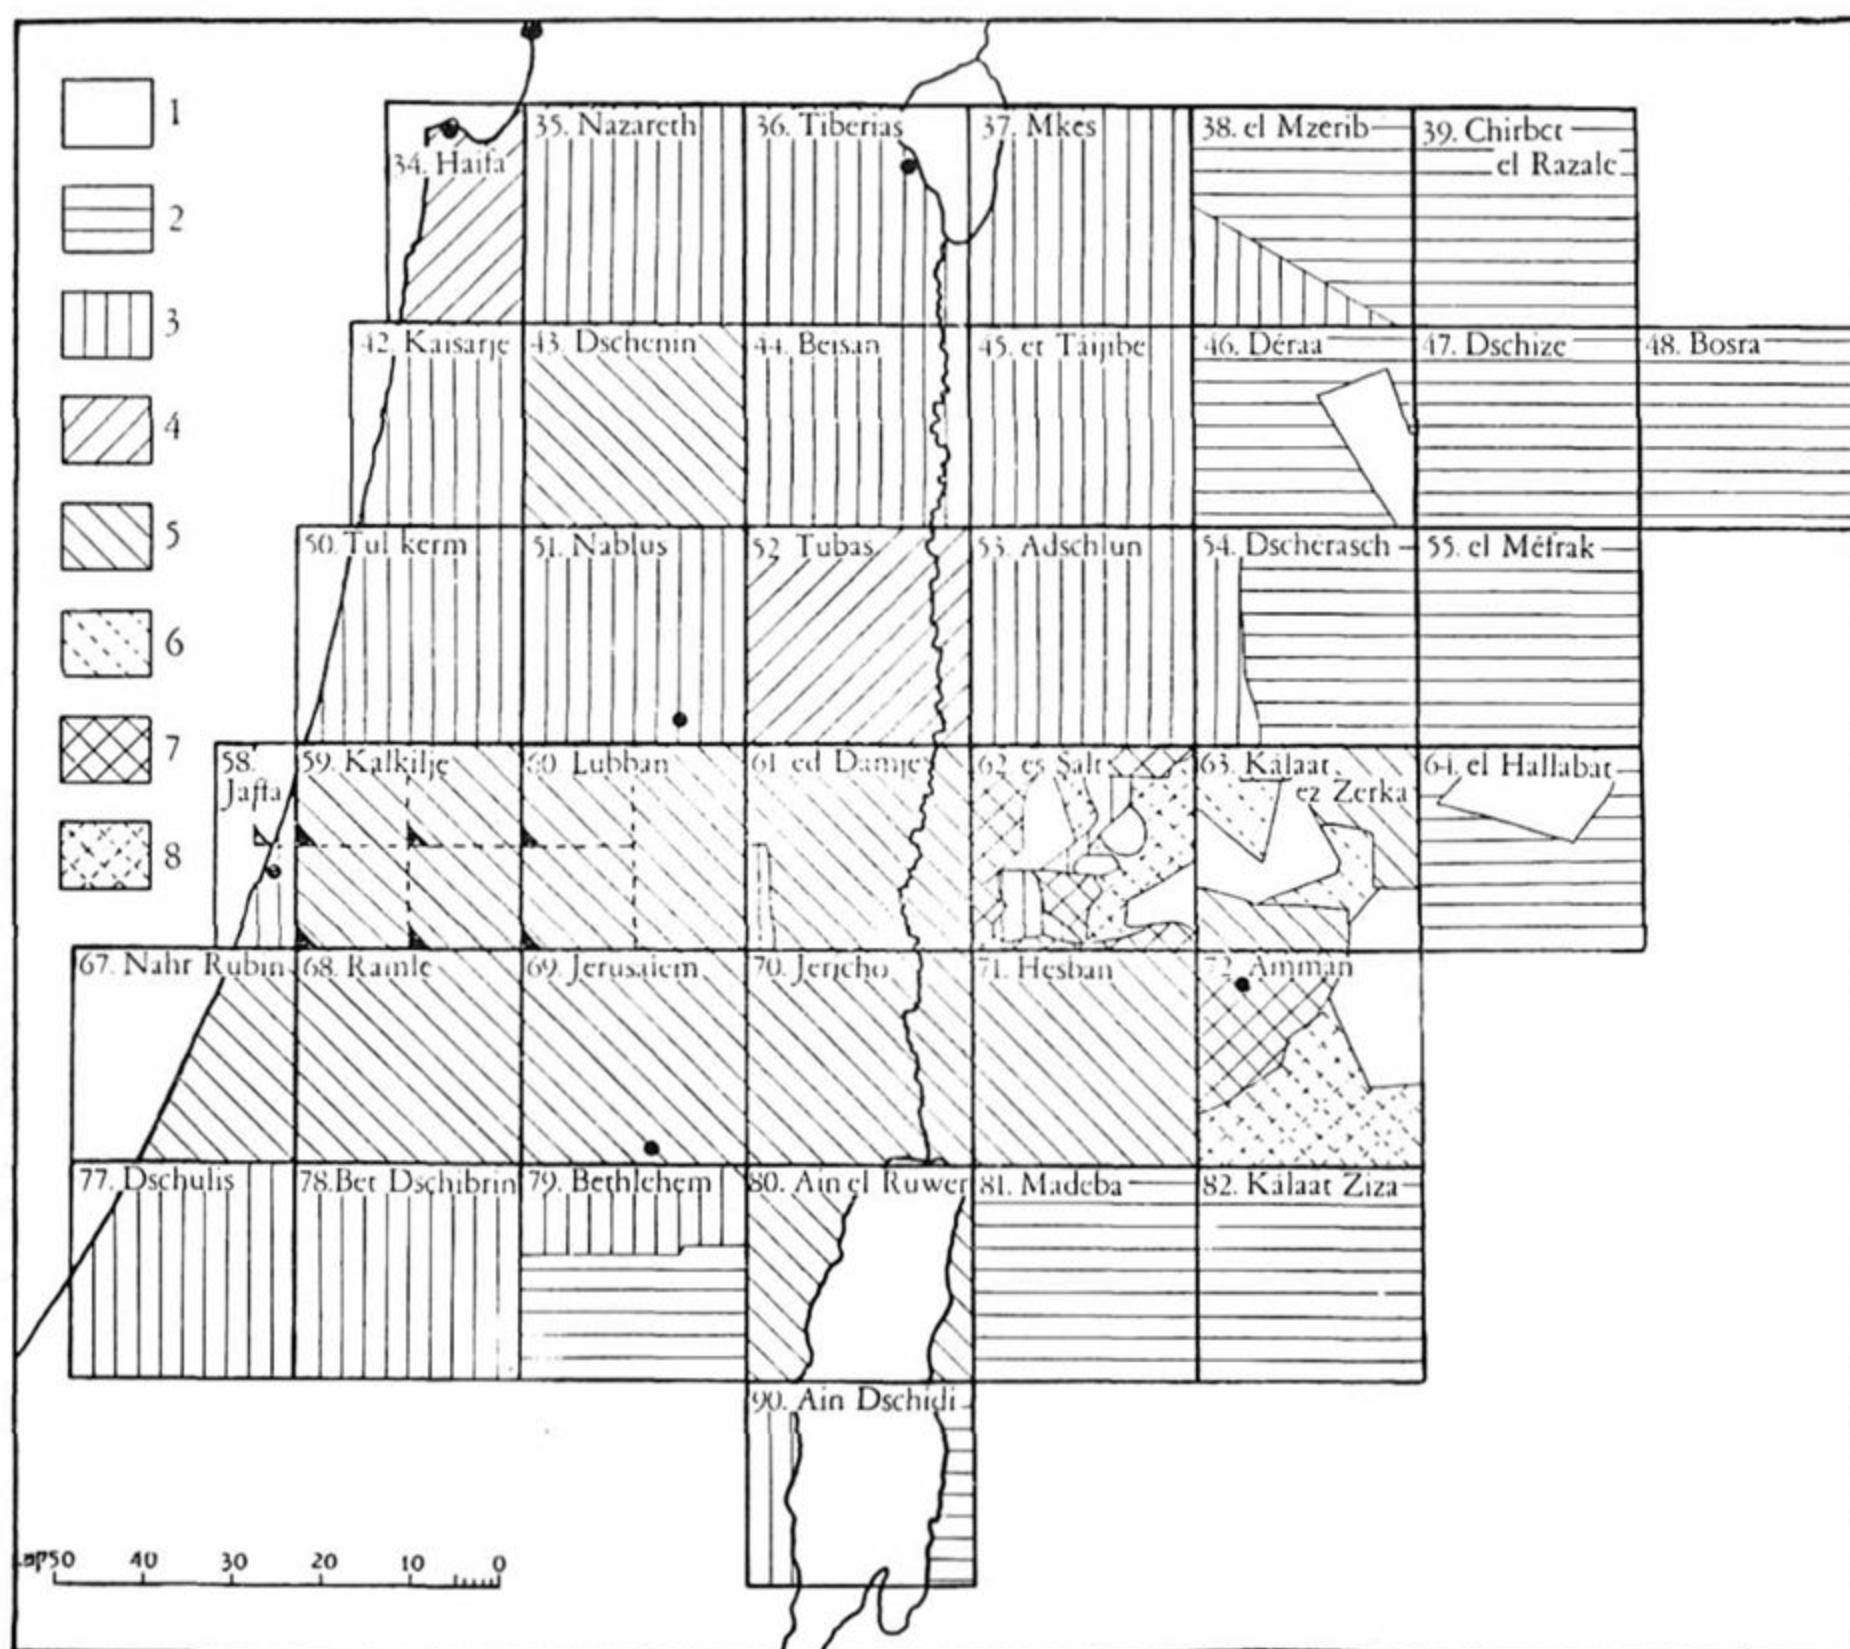 1
2
3
4
5
6
7
8
34. Haifa
35. Nazareth
36. Tiberias
37. Mkes
38. el Mzerib
39. Chirbet
el Razale
42. Kaisarje
43. Dschenin
44. Beisan
45. et Táijibe
46. Déraa
47. Dschize
48. Bosra
50. Tul kerm
51. Nablus
52 Tubas
53. Adschlun
54. Dscherasch
55. el Méfrak
58.
Jaffa
59. Kalkilje
60. Lubban
61 ed Damje
62 es Salt
63. Kálaat
ez Zerka
64. el Hallabat
67. Nahr Rubin
68. Ramle
69. Jerusalem
70. Jericho
71. Hesban
72. Amman
77. Dschulis
78. Bet Dschibrin
79. Bethlehem
80. Ain el Ruwer
81. Madeba
82. Kálaat Ziza
90. Ain Dschidi
50 40 30 20 10 0